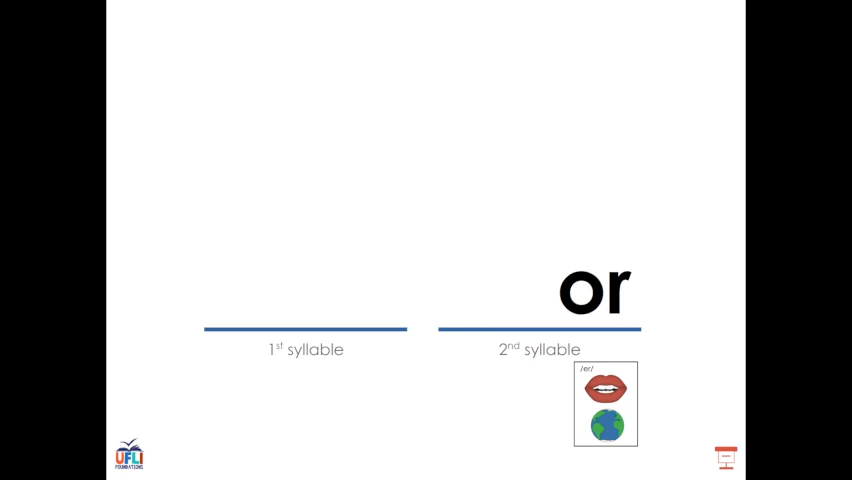 or
1st syllable
2nd syllable
/er/
UFLI
FOUNDATIONS